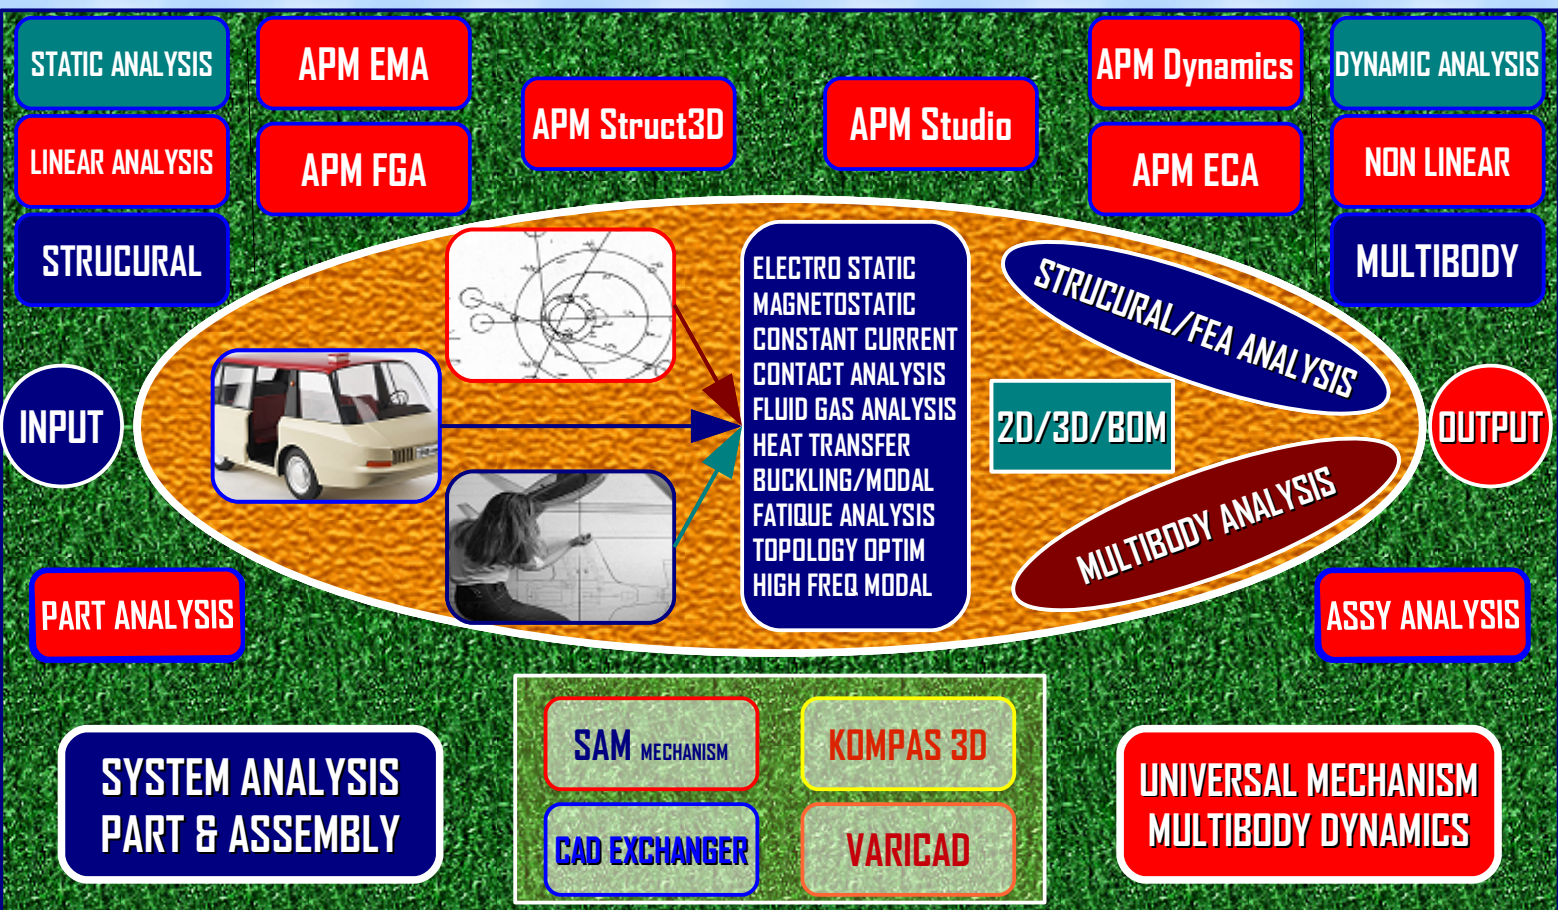 STATIC ANALYSIS
LINEAR ANALYSIS
STRUCURAL
APM EMA
APM FGA
APM Struct3D
APM Studio
APM Dynamics
APM ECA
DYNAMIC ANALYSIS
NON LINEAR
MULTIBODY
INPUT
ELECTRO STATIC
MAGNETOSTATIC
CONSTANT CURRENT
CONTACT ANALYSIS
FLUID GAS ANALYSIS
HEAT TRANSFER
BUCKLING/MODAL
FATIQUE ANALYSIS
TOPOLOGY OPTIM
HIGH FREQ MODAL
STRUCURAL/FEA ANALYSIS
2D/3D/BOM
MULTIBODY ANALYSIS
OUTPUT
PART ANALYSIS
ASSY ANALYSIS
SYSTEM ANALYSIS
PART & ASSEMBLY
SAM MECHANISM
KOMPAS 3D
CAD EXCHANGER
VARICAD
UNIVERSAL MECHANISM
MULTIBODY DYNAMICS